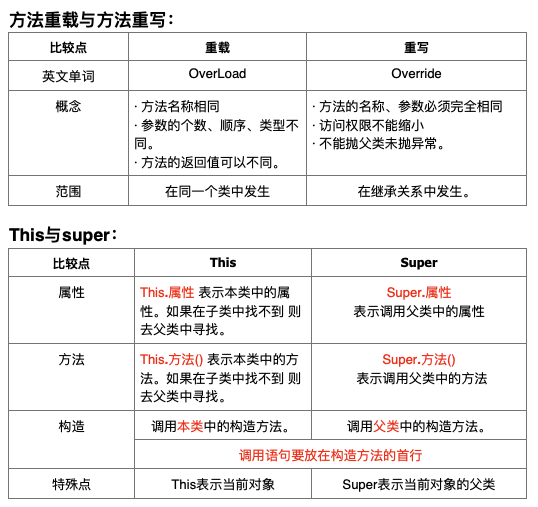 方法重载与方法重写：
比较点 重载 重写
英文单词 OverLoad Override
概念
· 方法名称相同
· 参数的个数、顺序、类型不
同。
· 方法的返回值可以不同。
· 方法的名称、参数必须完全相同
· 访问权限不能缩小
· 不能抛父类未抛异常。
范围 在同一个类中发生 在继承关系中发生。
This与super：
比较点 This Super
属性
This.属性 表示本类中的属
性。如果在子类中找不到 则
去父类中寻找。
Super.属性
表示调用父类中的属性
方法
This.方法() 表示本类中的方
法。如果在子类中找不到 则
去父类中寻找。
Super.方法()
表示调用父类中的方法
构造 调用本类中的构造方法。 调用父类中的构造方法。
调用语句要放在构造方法的首行
特殊点 This表示当前对象 Super表示当前对象的父类